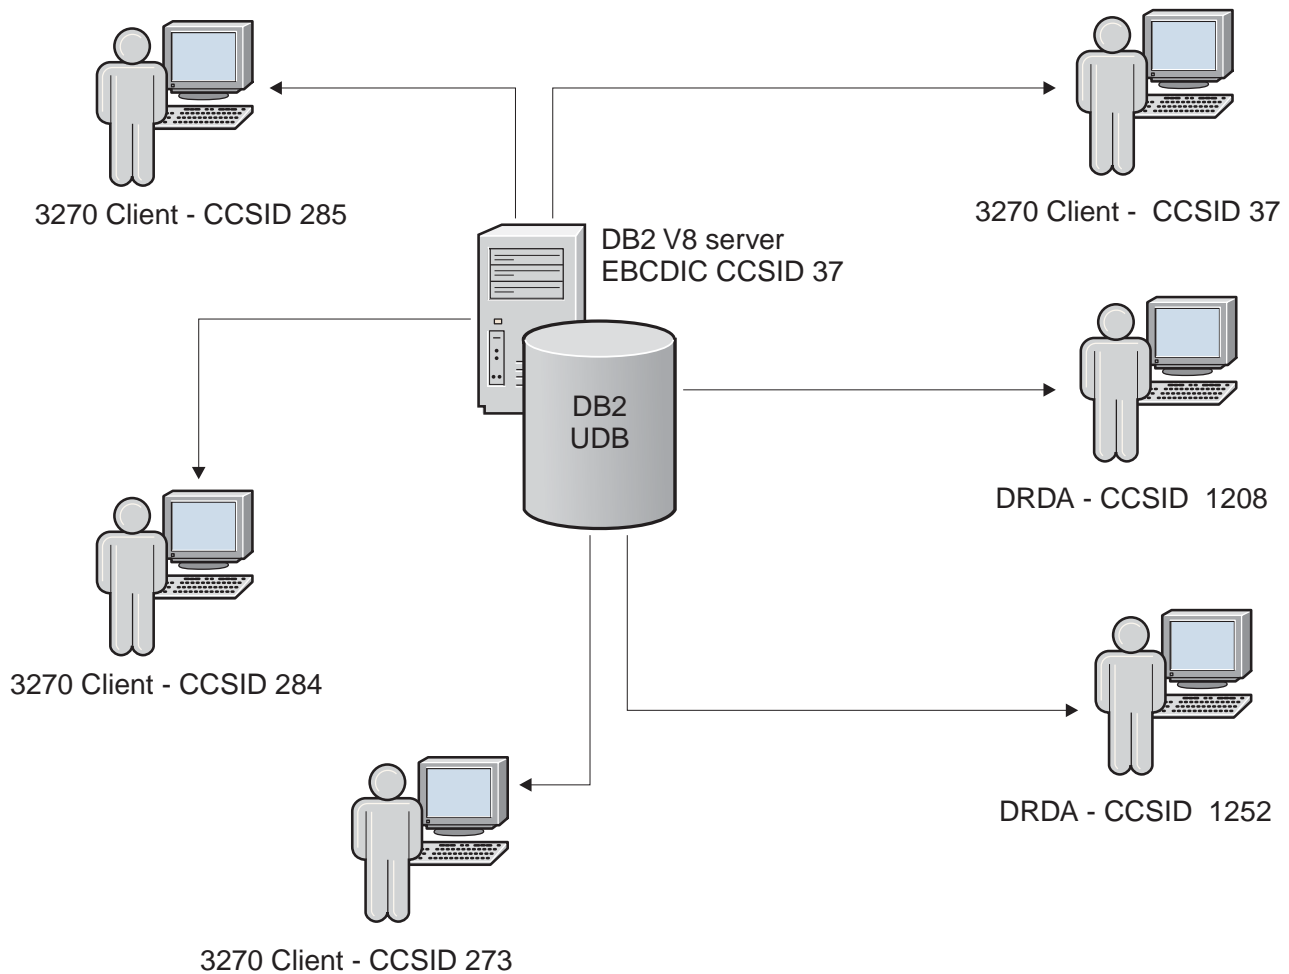 3270 Client - CCSID 285
3270 Client - CCSID 37
DB2 V8 server
EBCDIC CCSID 37
DB2
UDB
DRDA - CCSID 1208
3270 Client - CCSID 284
DRDA - CCSID 1252
3270 Client - CCSID 273